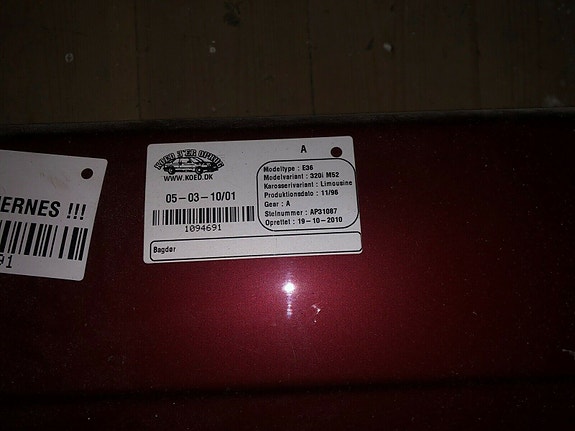 ERNES !!!
91
A
WWW.KOED.DK
05-03-10/01
1094691
Modeltype : E36
Modelvariant : 320i M52
Karosserivariant : Limousine
Produktionsdato : 11/96
Gear : A
Stelnummer : AP31087
Oprettet : 19-10-2010
Bagdør